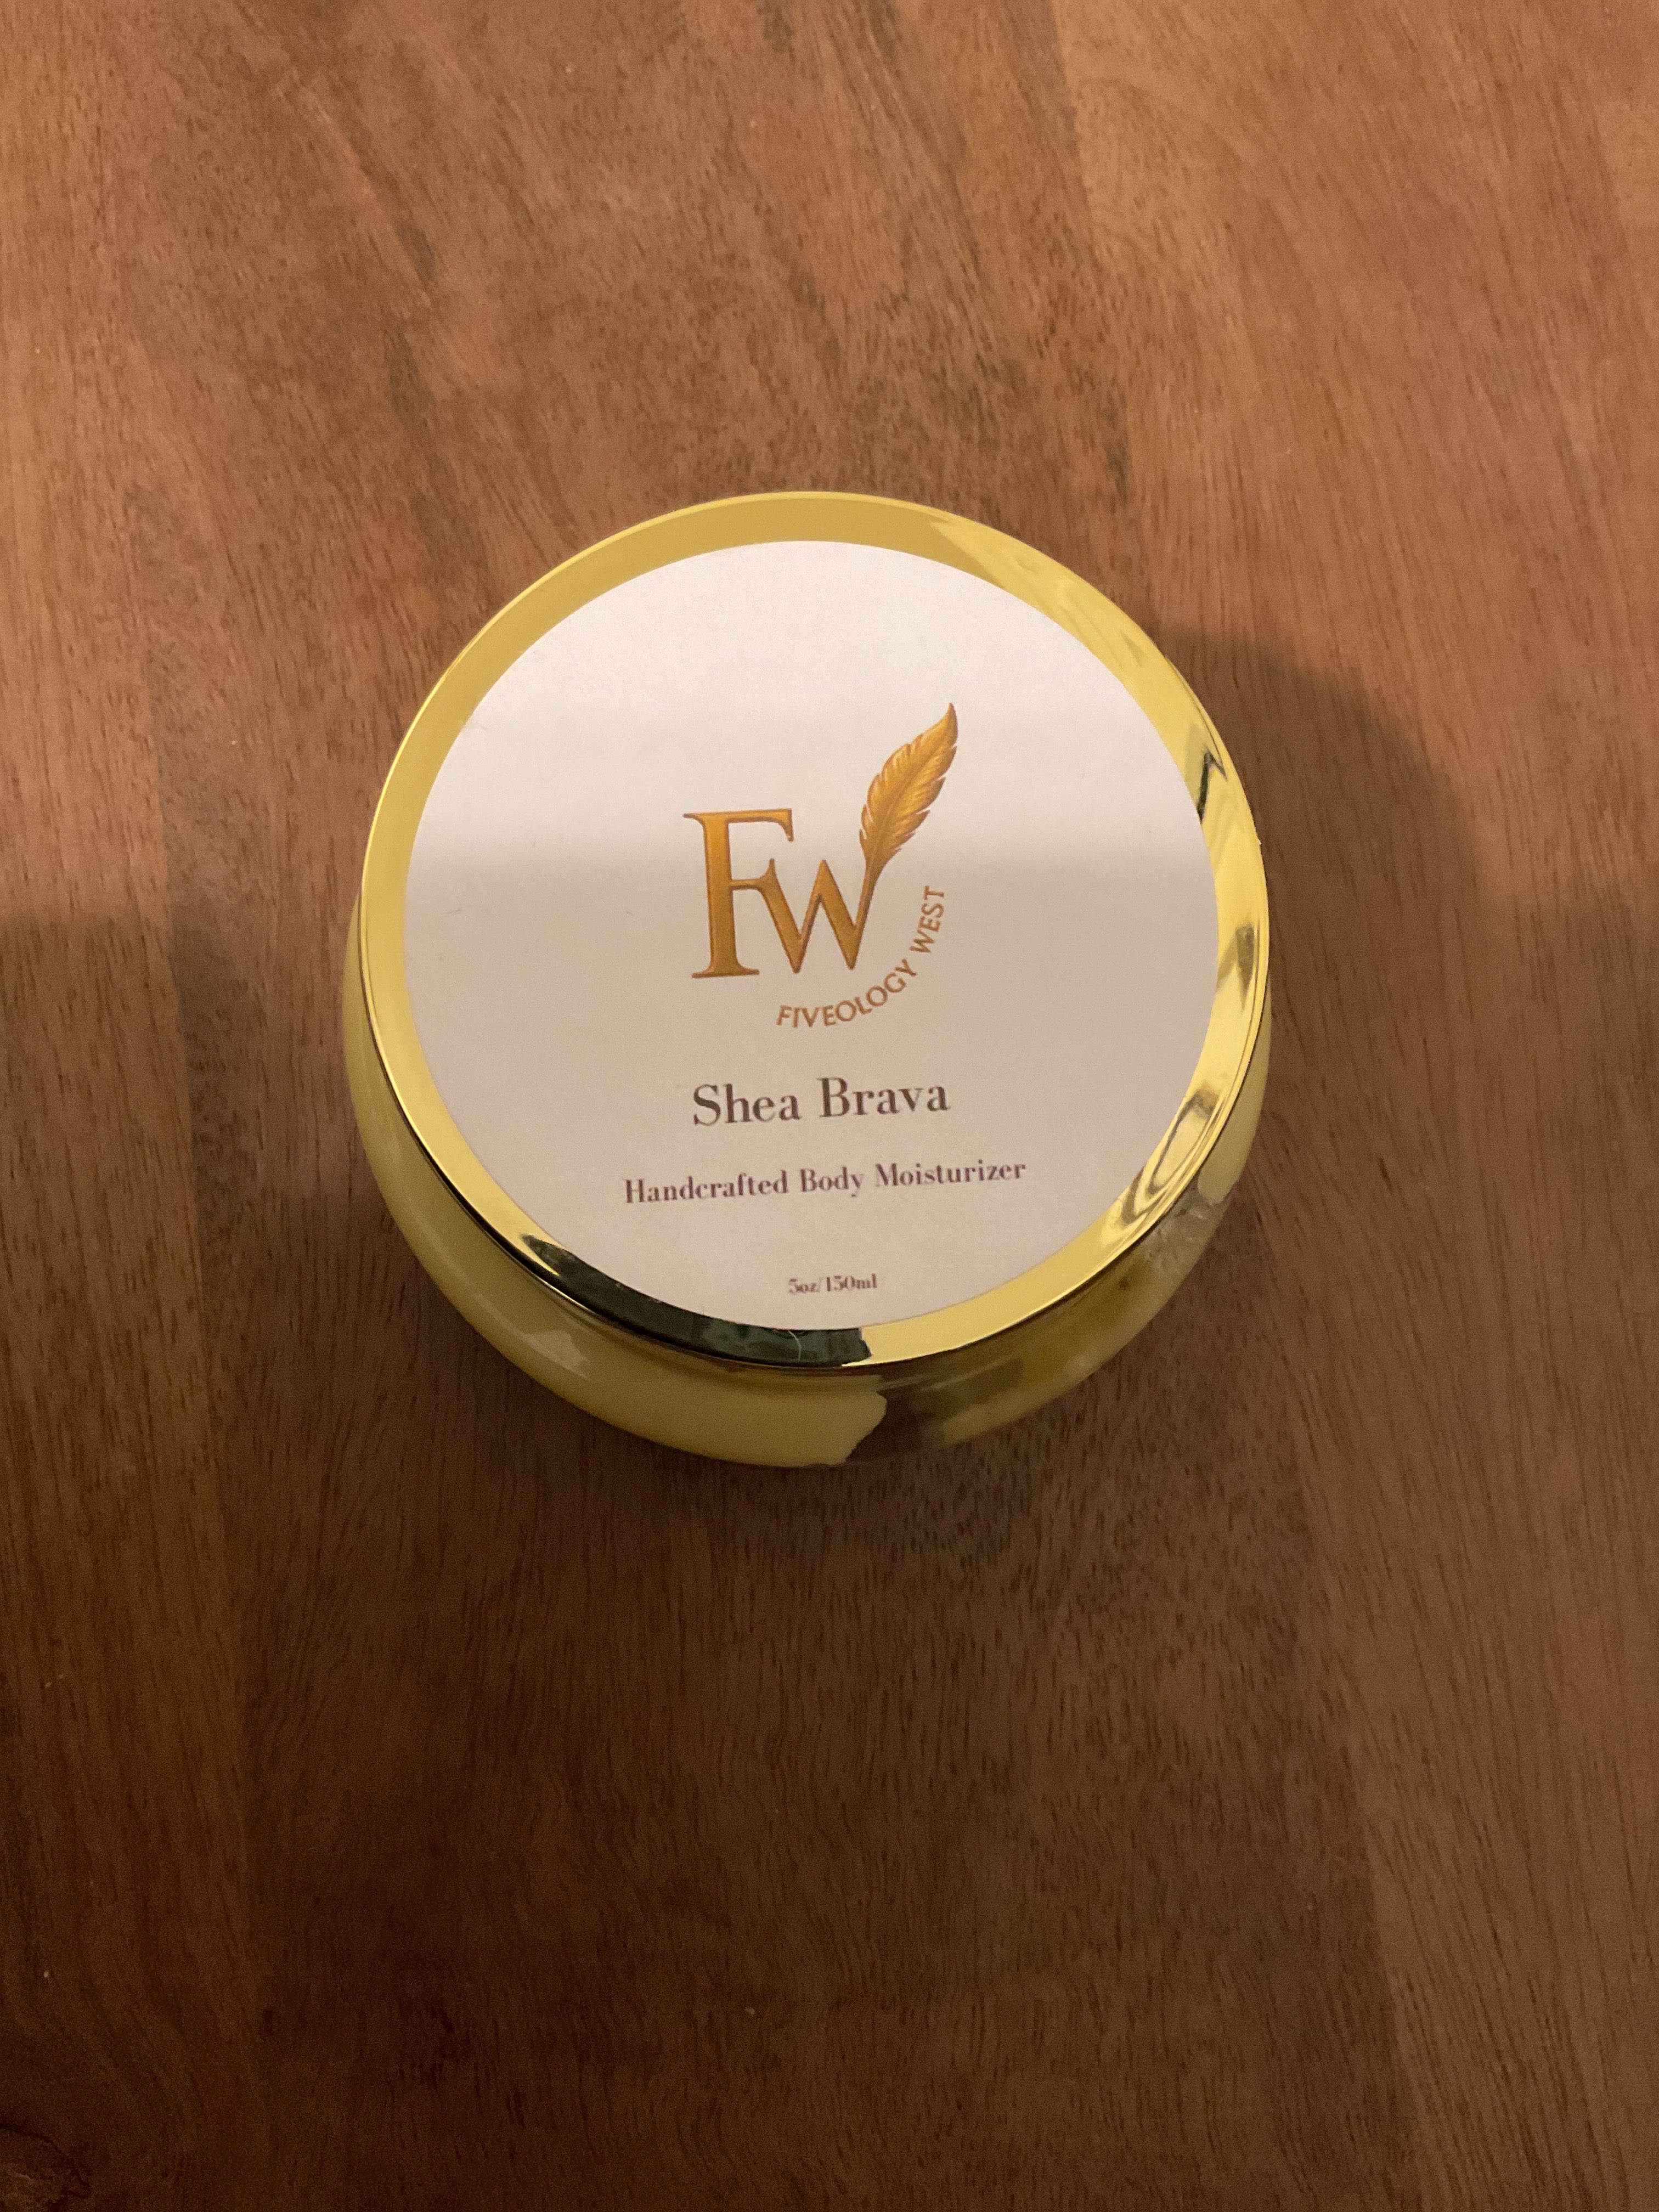 FW
FIVEOLOGY WEST
Shea Brava
Handcrafted Body Moisturizer
5oz/150ml